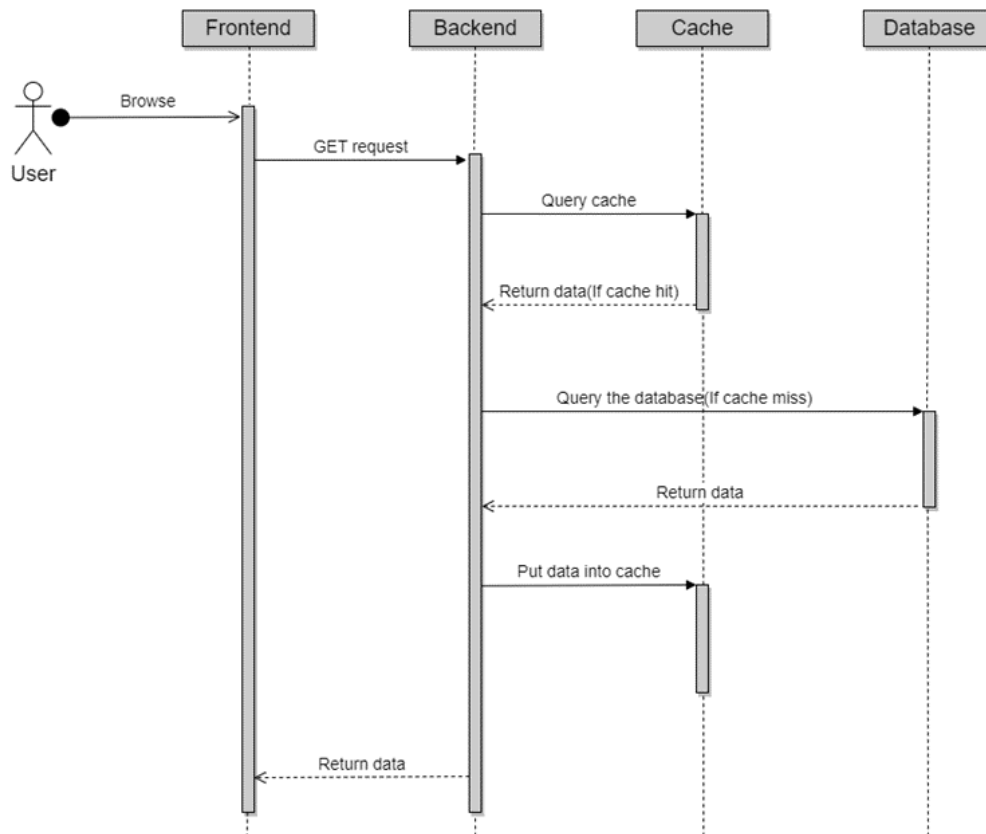 Frontend
Backend
Cache
Database
Browse
User
GET request
Query cache
Return data(If cache hit)
Query the database(If cache miss)
Return data
Put data into cache
Return data